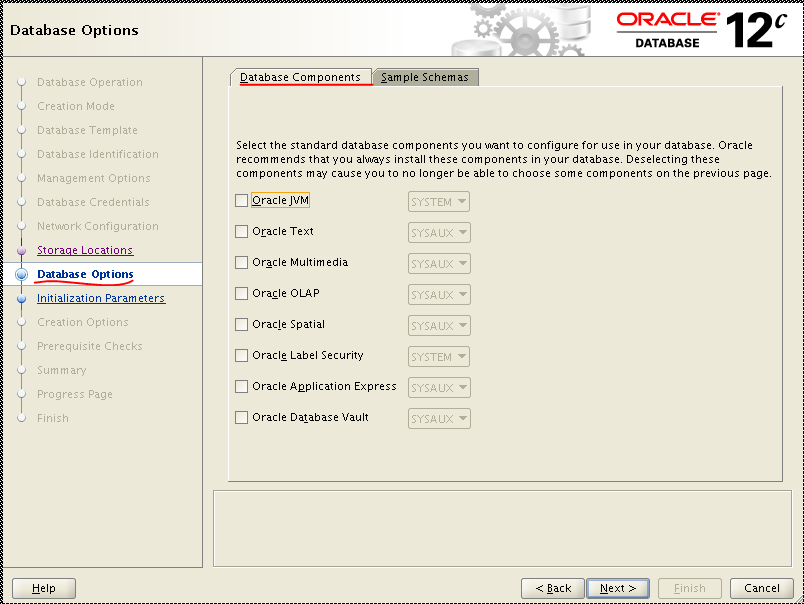 Database Options
ORACLE
DATABASE
12c
Database Operation
Creation Mode
Database Template
Database Identification
Management Options
Database Credentials
Network Configuration
Storage Locations
Database Options
Initialization Parameters
Creation Options
Prerequisite Checks
Summary
Progress Page
Finish
Database Components
Sample Schemas
Select the standard database components you want to configure for use in your database. Oracle
recommends that you always install these components in your database. Deselecting these
components may cause you to no longer be able to choose some components on the previous page.
Oracle JVM SYSTEM
Oracle Text SYSAUX
Oracle Multimedia SYSAUX
Oracle OLAP SYSAUX
Oracle Spatial SYSAUX
Oracle Label Security SYSTEM
Oracle Application Express SYSAUX
Oracle Database Vault SYSAUX
Help
< Back
Next >
Finish
Cancel